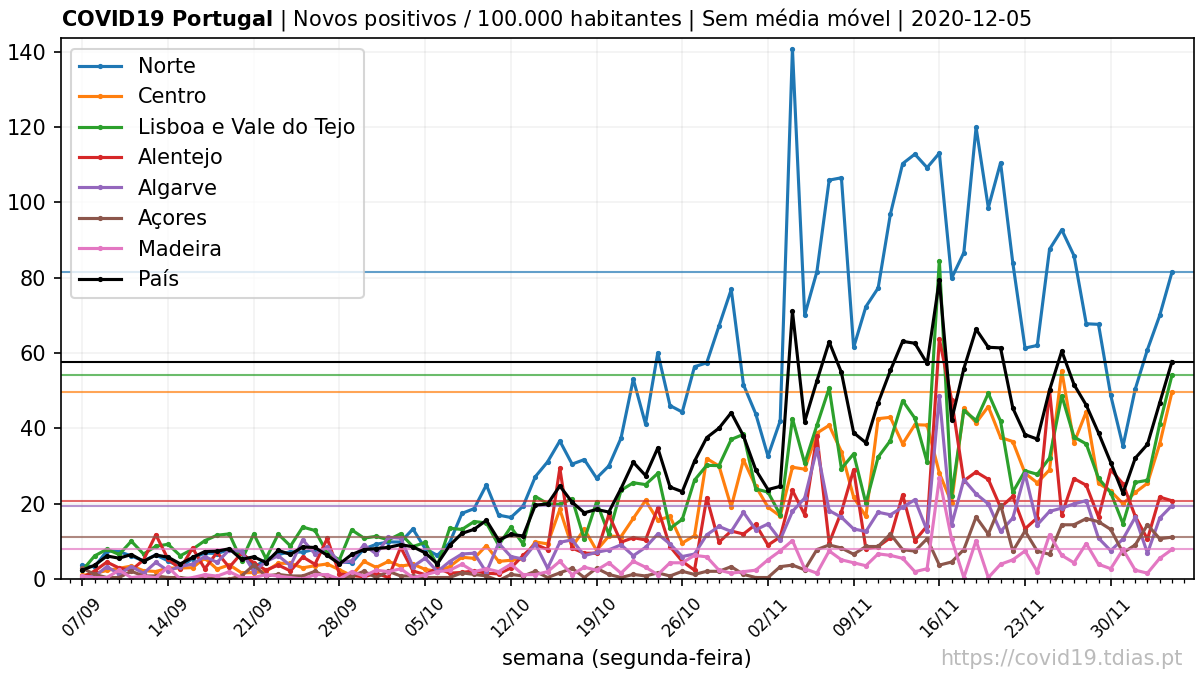 COVID19 Portugal | Novos positivos / 100.000 habitantes | Sem média móvel | 2020-12-05
140
120
100
80
60
40
20
0
Norte
Centro
Lisboa e Vale do Tejo
Alentejo
Algarve
Açores
Madeira
País
07/09
14/09
21/09
28/09
05/10
12/10
19/10
26/10
02/11
09/11
16/11
23/11
30/11
semana (segunda-feira)
https://covid19.tdias.pt